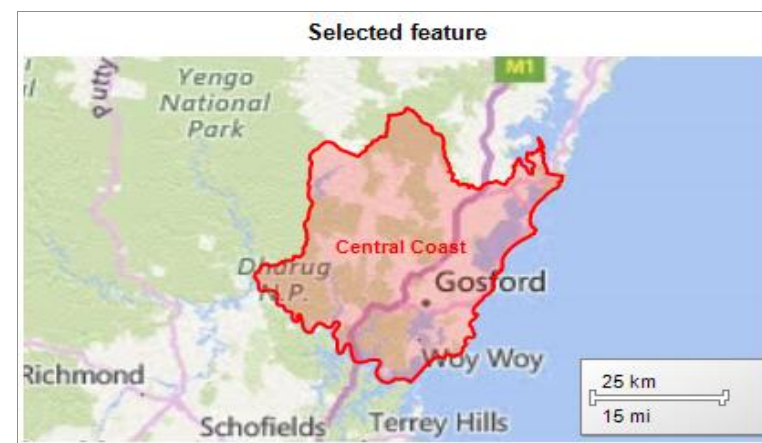 Selected feature
M1
Putty
Yengo
National
Park
Central Coast
Dharug
N.P.
Gosford
Woy Woy
Richmond
Schofields
Terrey Hills
25 km
15 mi